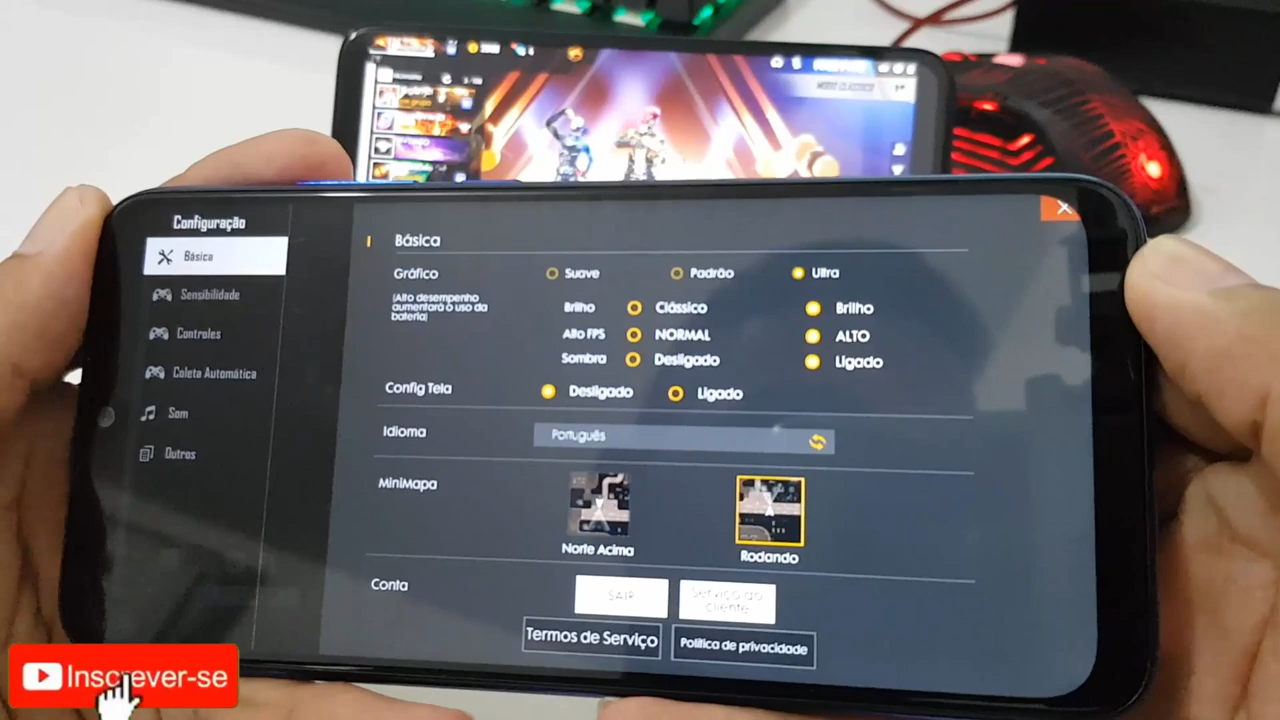 Configuração
Básica
Sensibilidade
Controles
Coleta Automática
Som
Outros
Básica
Gráfico
Suave
Padrão
Ultra
(Alto desempenho
aumentará o uso da
bateria)
Brilho
Clássico
Brilho
Alto FPS
NORMAL
ALTO
Sombra
Desligado
Ligado
Config Tela
Desligado
Ligado
Idioma
Português
MiniMapa
Norte Acima
Rodando
Conta
SAIR
Serviço do
cliente
Termos de Serviço
Política de privacidade
Inscrever-se